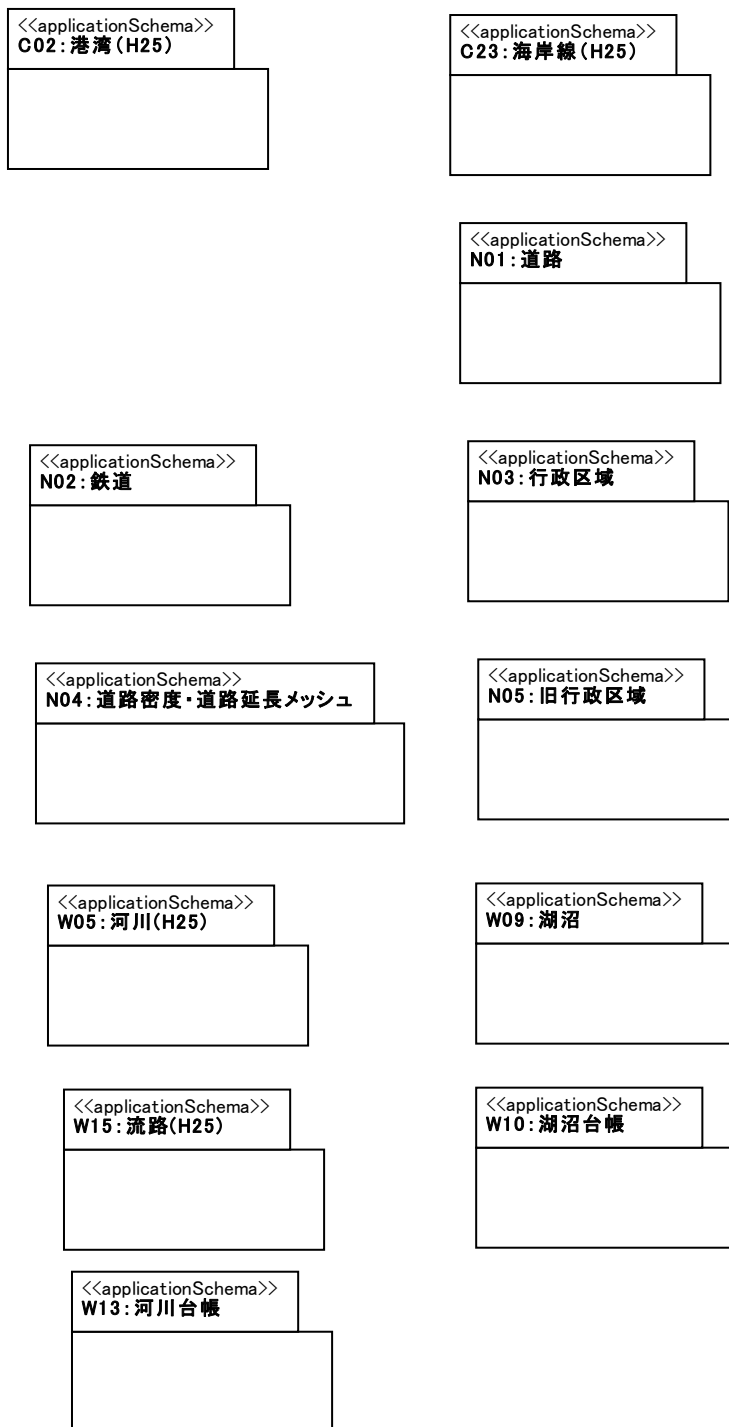 <<applicationSchema>>
C02:港湾(H25)
<<applicationSchema>>
C23:海岸線(H25)
<<applicationSchema>>
N01:道路
<<applicationSchema>>
N02:鉄道
<<applicationSchema>>
N03:行政区域
<<applicationSchema>>
N04:道路密度・道路延長メッシュ
<<applicationSchema>>
N05:旧行政区域
<<applicationSchema>>
W05:河川(H25)
<<applicationSchema>>
W09:湖沼
<<applicationSchema>>
W15:流路(H25)
<<applicationSchema>>
W10:湖沼台帳
<<applicationSchema>>
W13:河川台帳